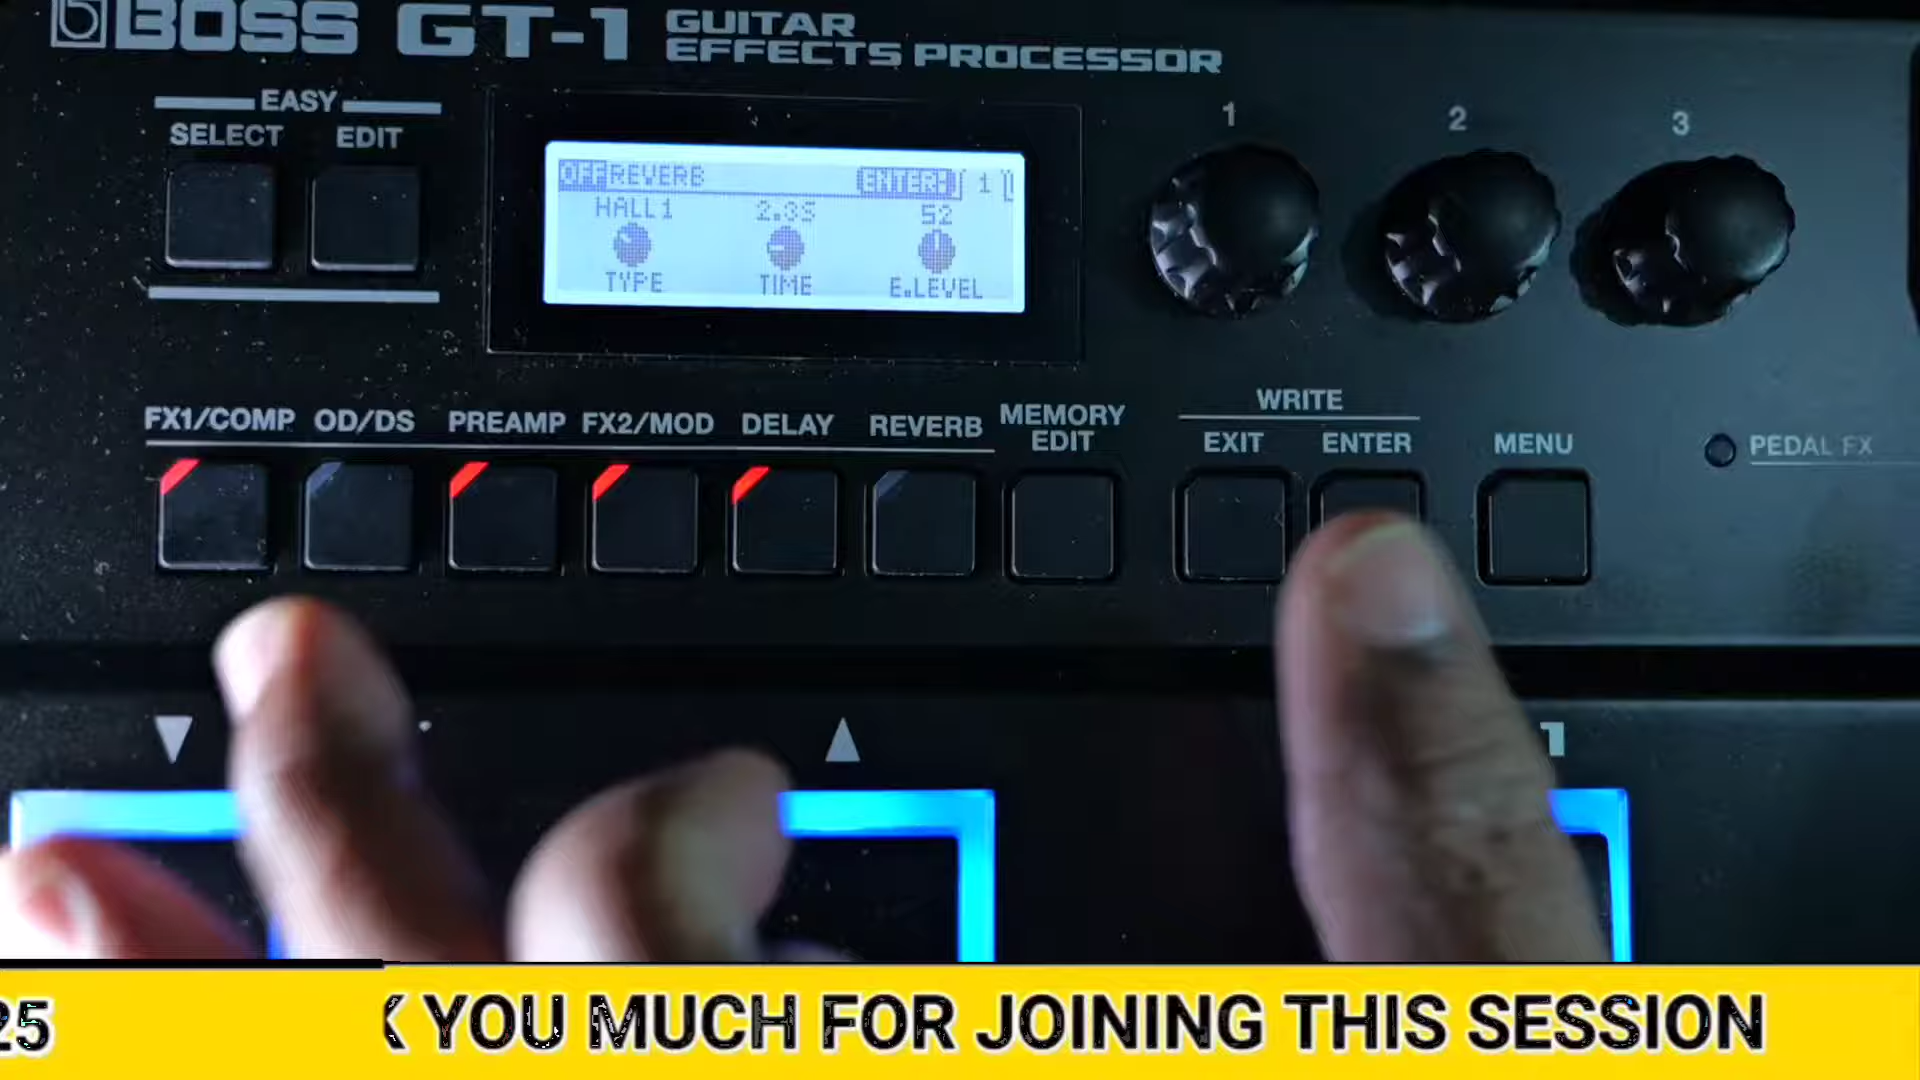 BOSS GT-1 GUITAR
EFFECTS PROCESSOR
EASY
SELECT EDIT
1 2 3
OFF REVERB ENTER 1
HALL1 2.3S 52
TYPE TIME E.LEVEL
FX1/COMP OD/DS PREAMP FX2/MOD DELAY REVERB MEMORY
EDIT
WRITE
EXIT ENTER MENU
PEDAL FX
1
25 K YOU MUCH FOR JOINING THIS SESSION